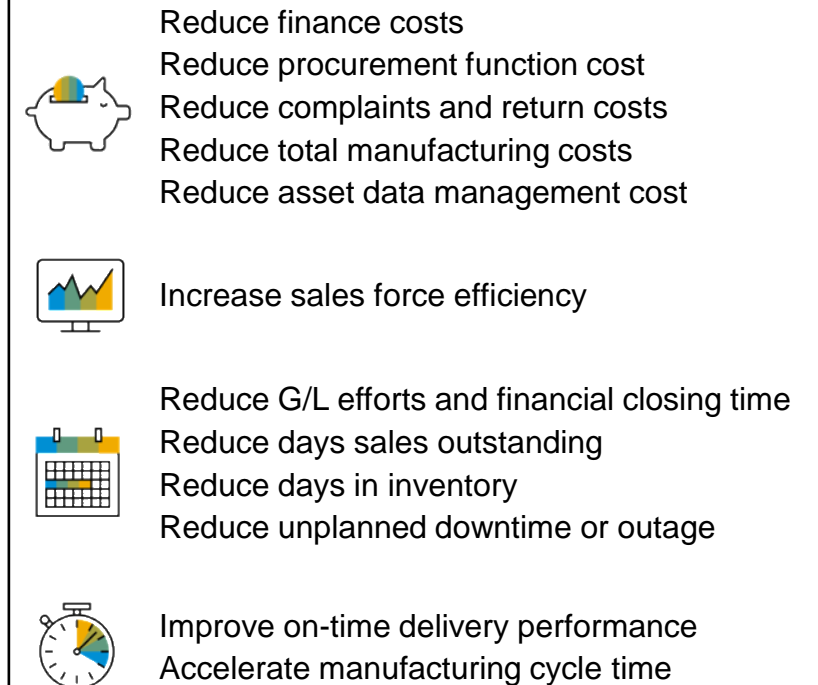 Reduce finance costs
Reduce procurement function cost
Reduce complaints and return costs
Reduce total manufacturing costs
Reduce asset data management cost
Increase sales force efficiency
Reduce G/L efforts and financial closing time
Reduce days sales outstanding
Reduce days in inventory
Reduce unplanned downtime or outage
Improve on-time delivery performance
Accelerate manufacturing cycle time